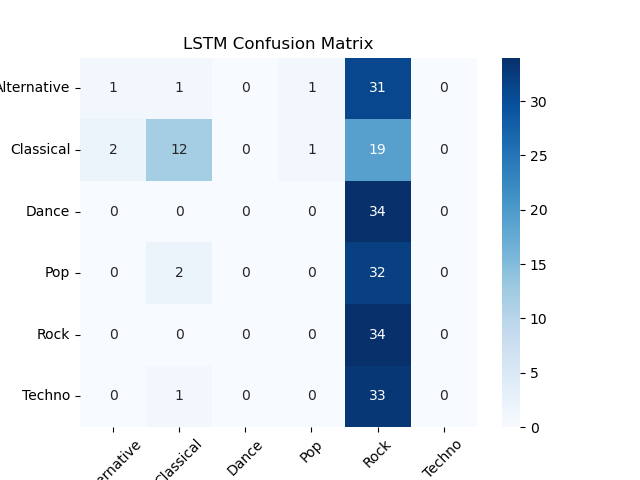 LSTM Confusion Matrix
Alternative 1 1 0 1 31 0
Classical 2 12 0 1 19 0
Dance 0 0 0 0 34 0
Pop 0 2 0 0 32 0
Rock 0 0 0 0 34 0
Techno 0 1 0 0 33 0
ernative Classical Dance Pop Rock Techno
30
25
20
15
10
5
0